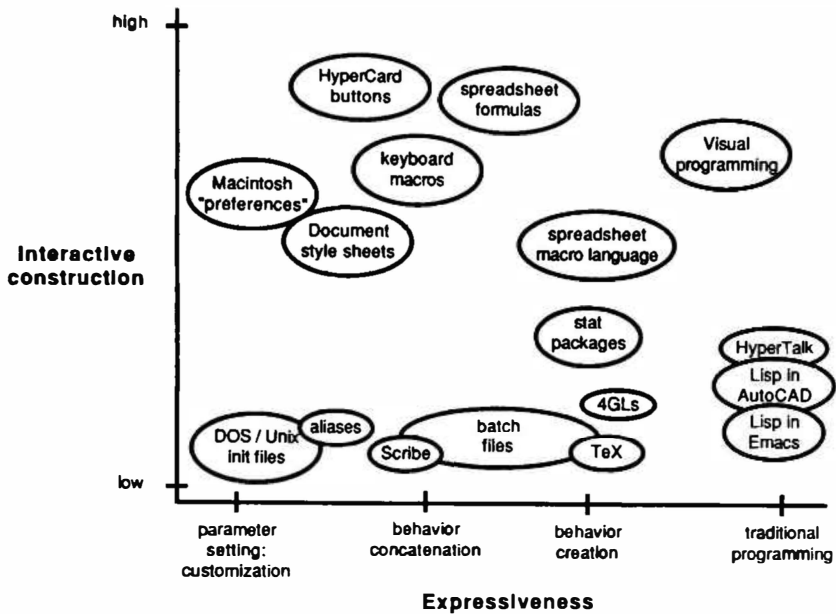 high
HyperCard
buttons
spreadsheet
formulas
Visual
programming
keyboard
macros
Macintosh
"preferences"
Document
style sheets
Interactive
construction
spreadsheet
macro language
stat
packages
HyperTalk
Lisp in
AutoCAD
4GLs
Lisp in
Emacs
aliases
DOS / Unix
init files
batch
files
Scribe
TeX
low
parameter
setting:
customization
behavior
concatenation
behavior
creation
traditional
programming
Expressiveness